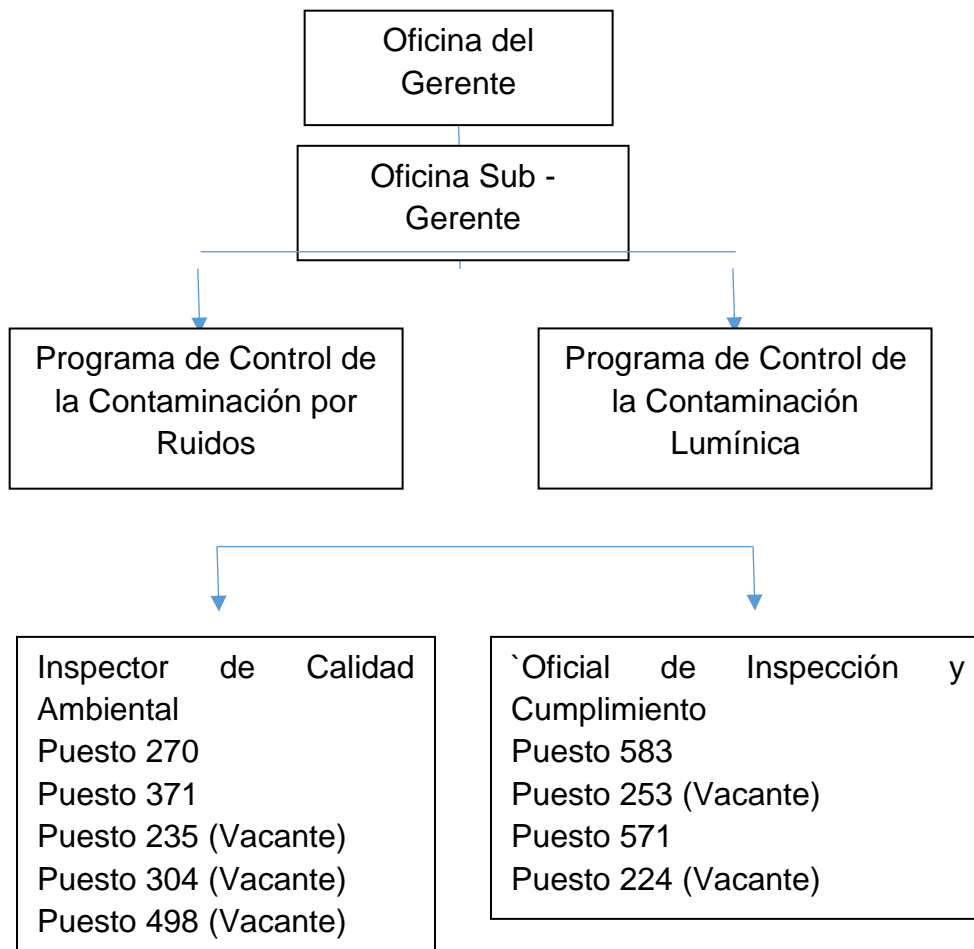 Oficina del
Gerente
Oficina Sub -
Gerente
Programa de Control de
la Contaminación por
Ruidos
Programa de Control de
la Contaminación
Lumínica
Inspector de Calidad
Ambiental
Puesto 270
Puesto 371
Puesto 235 (Vacante)
Puesto 304 (Vacante)
Puesto 498 (Vacante)
`Oficial de Inspección y
Cumplimiento
Puesto 583
Puesto 253 (Vacante)
Puesto 571
Puesto 224 (Vacante)